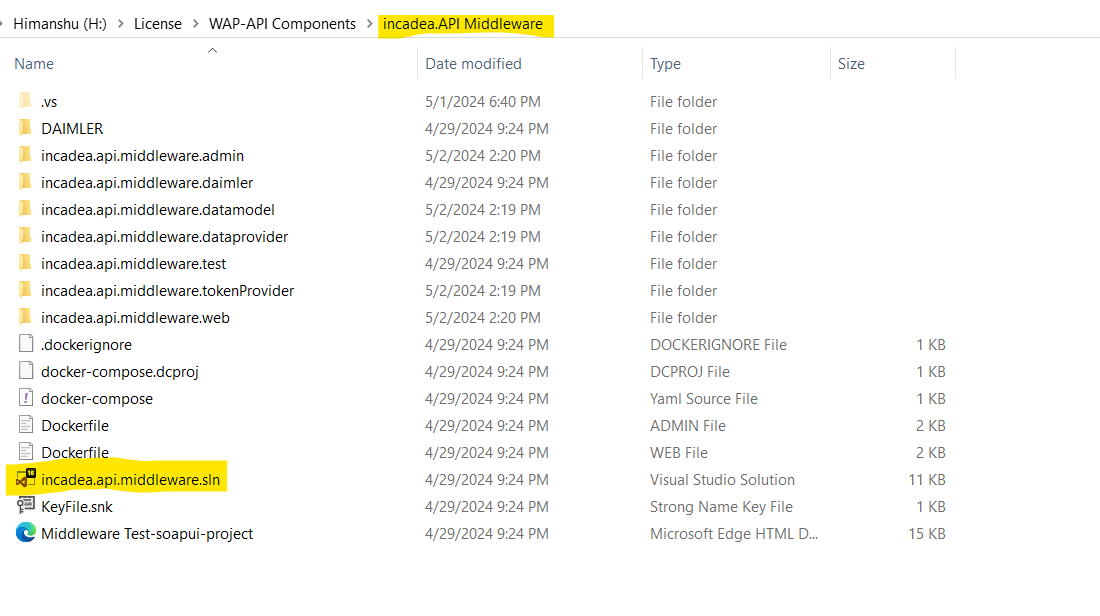 Himanshu (H:) > License > WAP-API Components > incadea.API Middleware
Name Date modified Type Size
.vs 5/1/2024 6:40 PM File folder
DAIMLER 4/29/2024 9:24 PM File folder
incadea.api.middleware.admin 5/2/2024 2:20 PM File folder
incadea.api.middleware.daimler 4/29/2024 9:24 PM File folder
incadea.api.middleware.datamodel 5/2/2024 2:19 PM File folder
incadea.api.middleware.dataprovider 5/2/2024 2:19 PM File folder
incadea.api.middleware.test 4/29/2024 9:24 PM File folder
incadea.api.middleware.tokenProvider 5/2/2024 2:19 PM File folder
incadea.api.middleware.web 5/2/2024 2:20 PM File folder
.dockerignore 4/29/2024 9:24 PM DOCKERIGNORE File 1 KB
docker-compose.dcproj 4/29/2024 9:24 PM DCPROJ File 1 KB
docker-compose 4/29/2024 9:24 PM Yaml Source File 1 KB
Dockerfile 4/29/2024 9:24 PM ADMIN File 2 KB
Dockerfile 4/29/2024 9:24 PM WEB File 2 KB
incadea.api.middleware.sln 4/29/2024 9:24 PM Visual Studio Solution 11 KB
KeyFile.snk 4/29/2024 9:24 PM Strong Name Key File 1 KB
Middleware Test-soapui-project 4/29/2024 9:24 PM Microsoft Edge HTML D... 15 KB